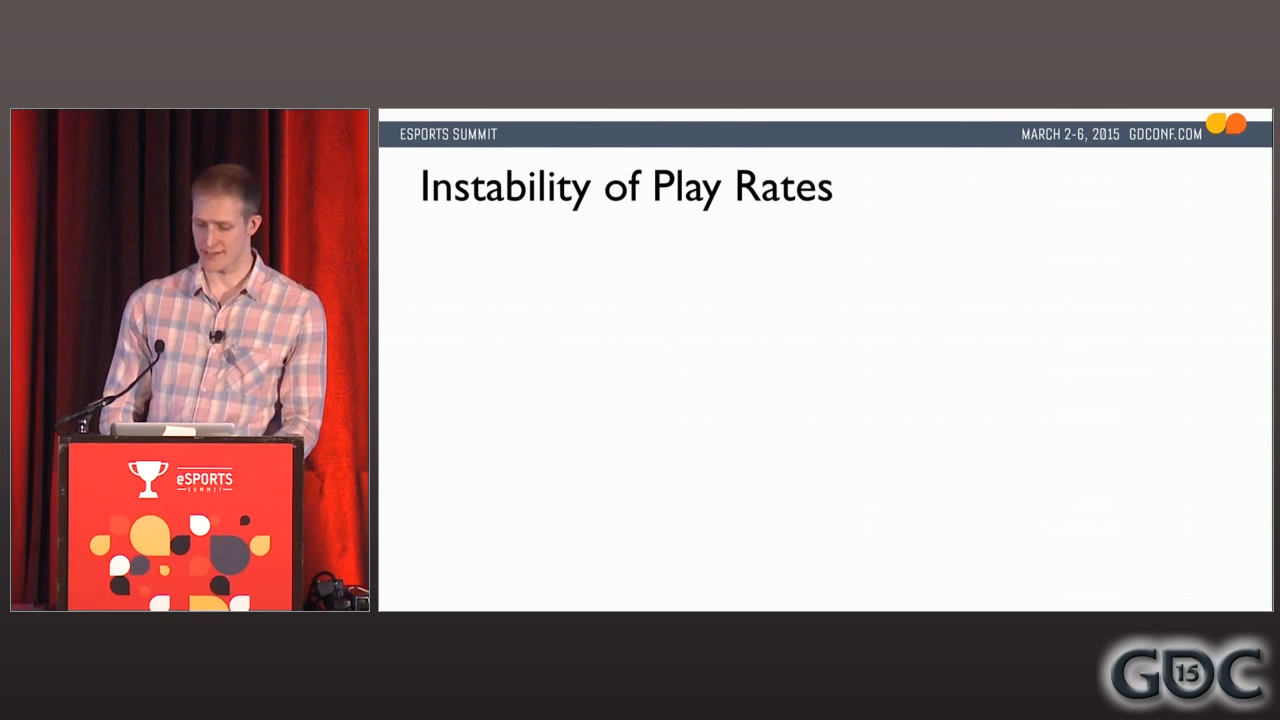 ESPORTS SUMMIT
MARCH 2-6, 2015 GDCONF.COM
Instability of Play Rates
eSPORTS
SUMMIT
GDC
15